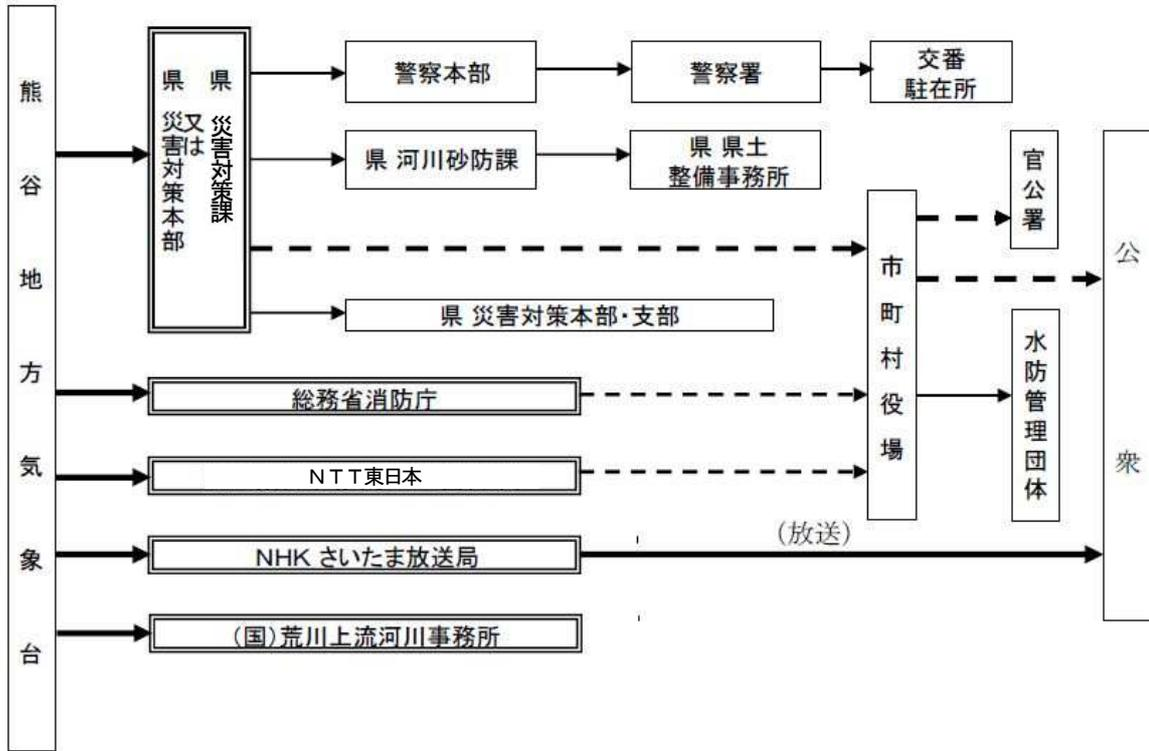 熊谷地方気象台
県 災害対策課
又は
県 災害対策本部
警察本部
警察署
交番
駐在所
県 河川砂防課
県 県土
整備事務所
県 災害対策本部・支部
総務省消防庁
NTT東日本
NHK さいたま放送局
(国)荒川上流河川事務所
市町村役場
官公署
水防管理団体
(放送)
公衆